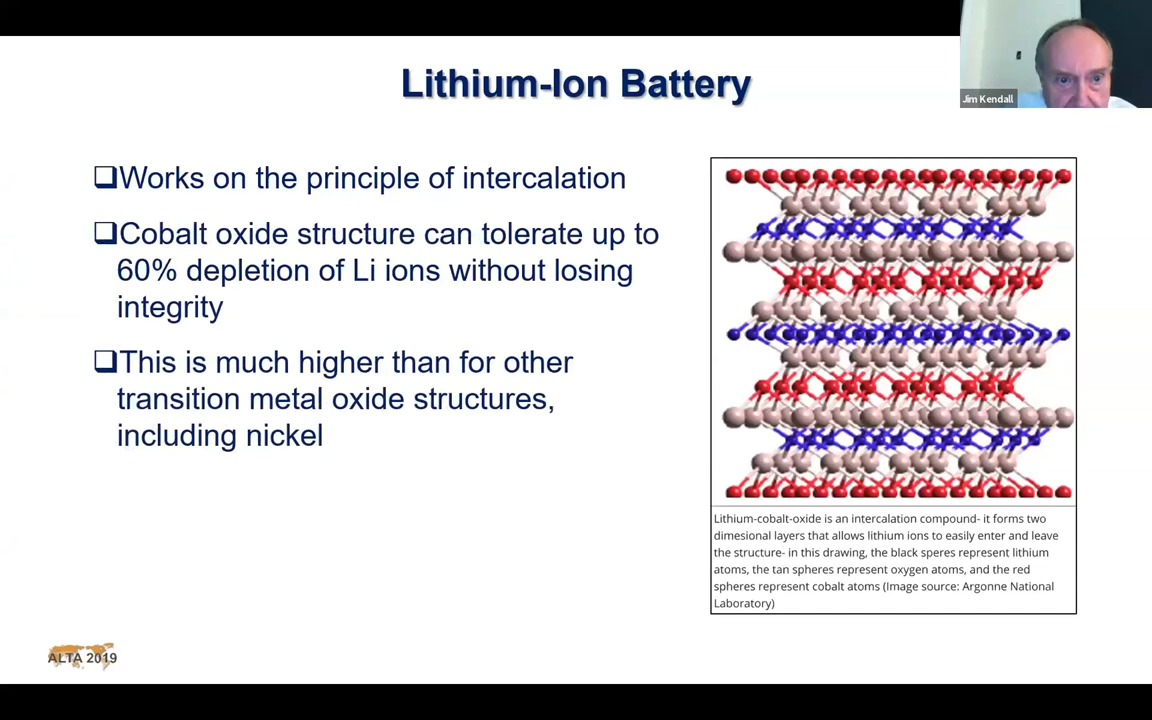 Lithium-Ion Battery
Jim Kendall
❑Works on the principle of intercalation
❑Cobalt oxide structure can tolerate up to
60% depletion of Li ions without losing
integrity
❑This is much higher than for other
transition metal oxide structures,
including nickel
Lithium-cobalt-oxide is an intercalation compound- it forms two
dimesional layers that allows lithium ions to easily enter and leave
the structure- in this drawing, the black speres represent lithium
atoms, the tan spheres represent oxygen atoms, and the red
spheres represent cobalt atoms (Image source: Argonne National
Laboratory)
ALTA 2019